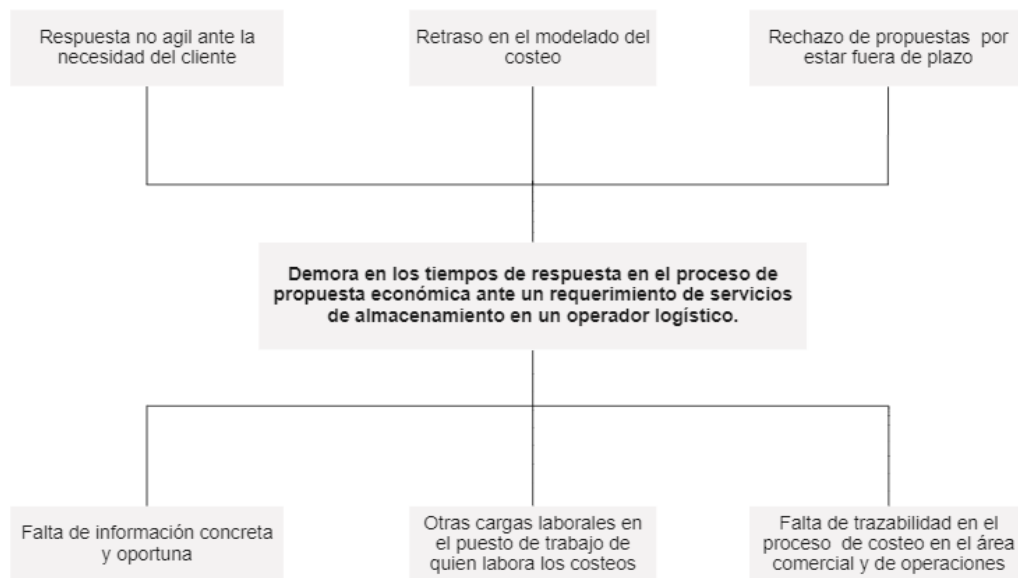 Respuesta no agil ante la
necesidad del cliente
Retraso en el modelado del
costeo
Rechazo de propuestas por
estar fuera de plazo
Demora en los tiempos de respuesta en el proceso de
propuesta económica ante un requerimiento de servicios
de almacenamiento en un operador logístico.
Falta de información concreta
y oportuna
Otras cargas laborales en
el puesto de trabajo de
quien labora los costeos
Falta de trazabilidad en el
proceso de costeo en el área
comercial y de operaciones